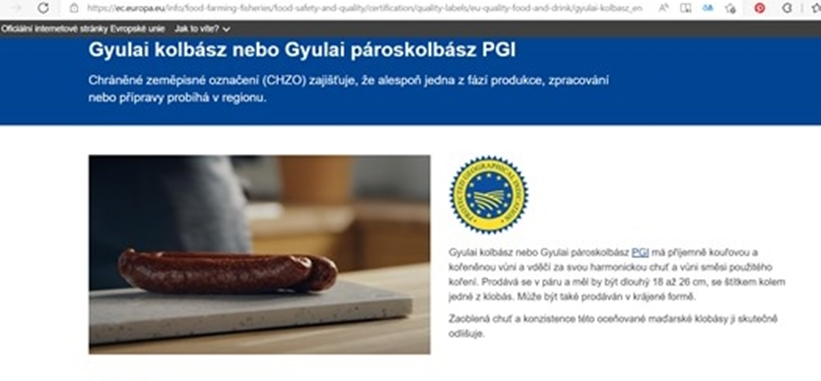 https://ec.europa.eu/info/food-farming-fisheries/food-safety-and-quality/certification/quality-labels/eu-quality-food-and-drink/gyulai-kolbasz_en
Oficiální internetové stránky Evropské unie Jak to víte?
Gyulai kolbász nebo Gyulai pároskolbász PGI
Chráněné zeměpisné označení (CHZO) zajišťuje, že alespoň jedna z fází produkce, zpracování
nebo přípravy probíhá v regionu.
PROTECTED GEOGRAPHICAL INDICATION
Gyulai kolbász nebo Gyulai pároskolbász PGI má příjemně kouřovou a
kořeněnou vůni a vděčí za svou harmonickou chuť a vůni směsi použitého
koření. Prodává se v páru a měl by být dlouhý 18 až 26 cm, se štítkem kolem
jedné z klobás. Může být také prodáván v krájené formě.
Zaoblená chuť a konzistence této oceňované maďarské klobásy ji skutečně
odlišuje.